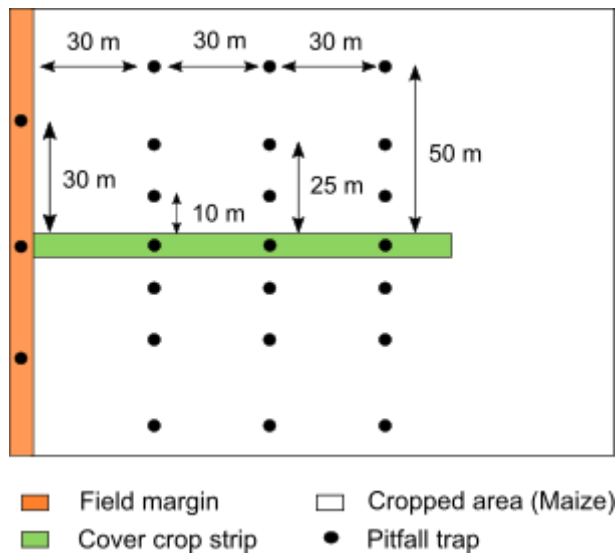 30 m 30 m 30 m
50 m
30 m
25 m
10 m
Field margin Cropped area (Maize)
Cover crop strip Pitfall trap